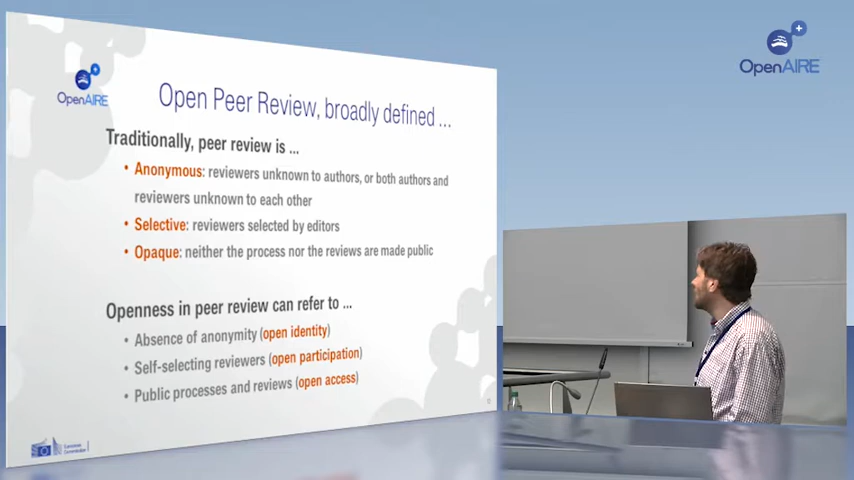 OpenAIRE
OpenAIRE
Open Peer Review, broadly defined ...
Traditionally, peer review is ...
• Anonymous: reviewers unknown to authors, or both authors and
reviewers unknown to each other
• Selective: reviewers selected by editors
• Opaque: neither the process nor the reviews are made public
Openness in peer review can refer to ...
• Absence of anonymity (open identity)
• Self-selecting reviewers (open participation)
• Public processes and reviews (open access)
European
Commission